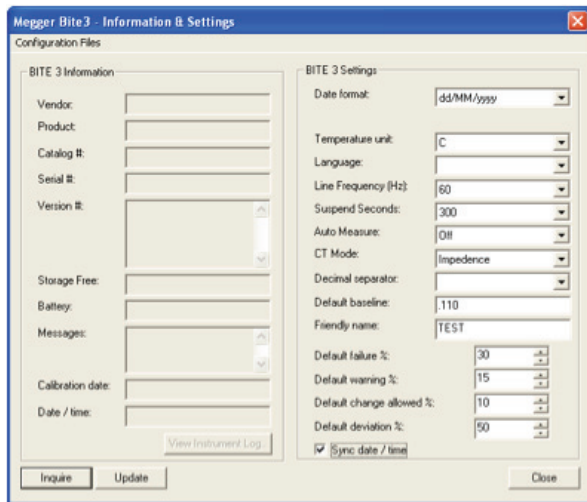 Megger Bite3 - Information & Settings
Configuration Files
BITE 3 Information
Vendor:
Product:
Catalog #:
Serial #:
Version #:
Storage Free:
Battery:
Messages:
Calibration date:
Date / time:
View Instrument Log
BITE 3 Settings
Date format: dd/MM/yyyy
Temperature unit: C
Language:
Line Frequency (Hz): 60
Suspend Seconds: 300
Auto Measure: Off
CT Mode: Impedence
Decimal separator:
Default baseline: .110
Friendly name: TEST
Default failure %: 30
Default warning %: 15
Default change allowed %: 10
Default deviation %: 50
Sync date / time
Inquire Update Close